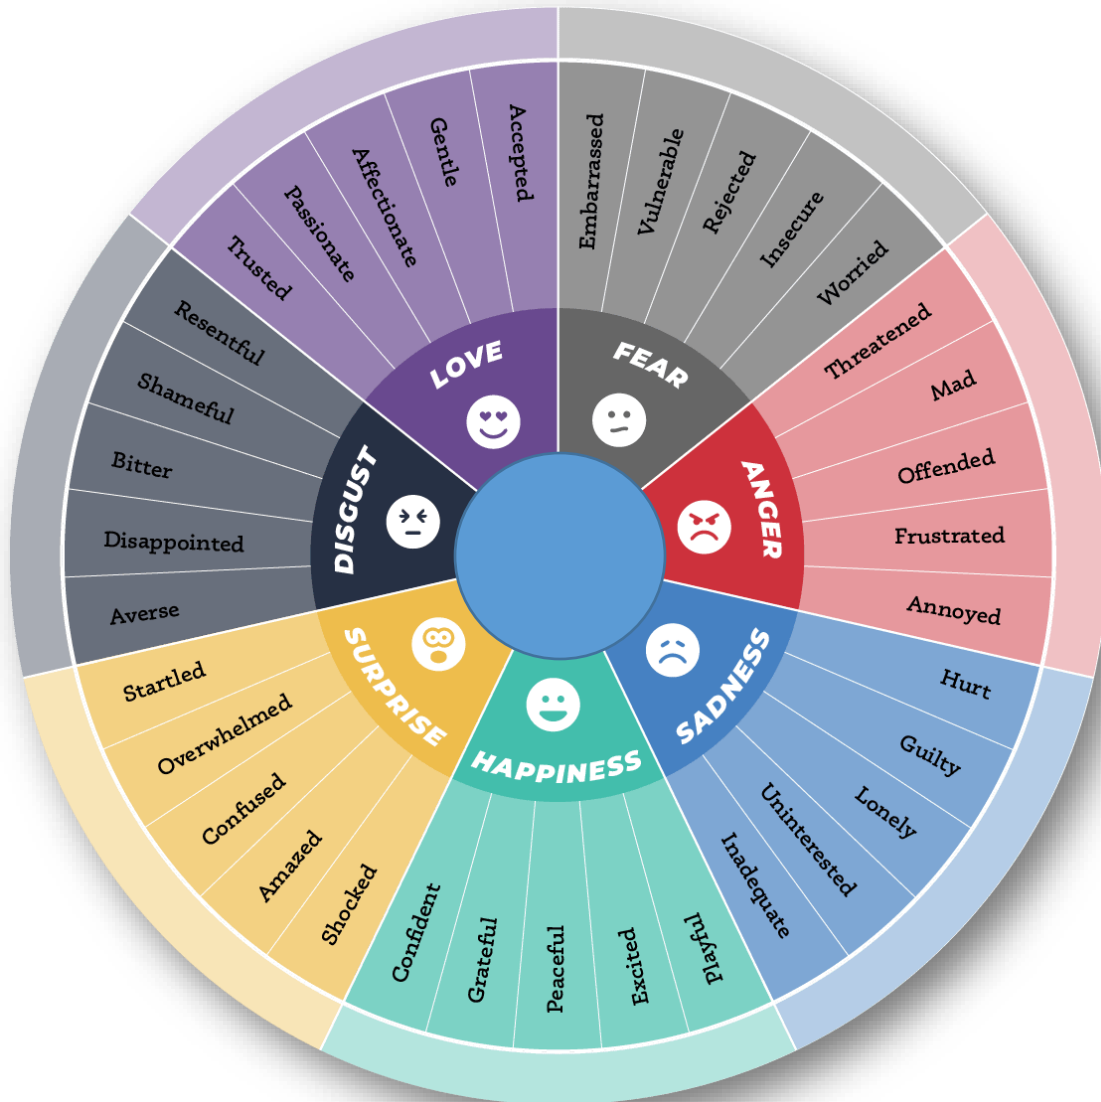 LOVE
Trusted
Passionate
Affectionate
Gentle
Accepted
FEAR
Embarrassed
Vulnerable
Rejected
Insecure
Worried
ANGER
Threatened
Mad
Offended
Frustrated
Annoyed
SADNESS
Hurt
Guilty
Lonely
Uninterested
Inadequate
HAPPINESS
Playful
Excited
Peaceful
Grateful
Confident
SURPRISE
Shocked
Amazed
Confused
Overwhelmed
Startled
DISGUST
Averse
Disappointed
Bitter
Shameful
Resentful